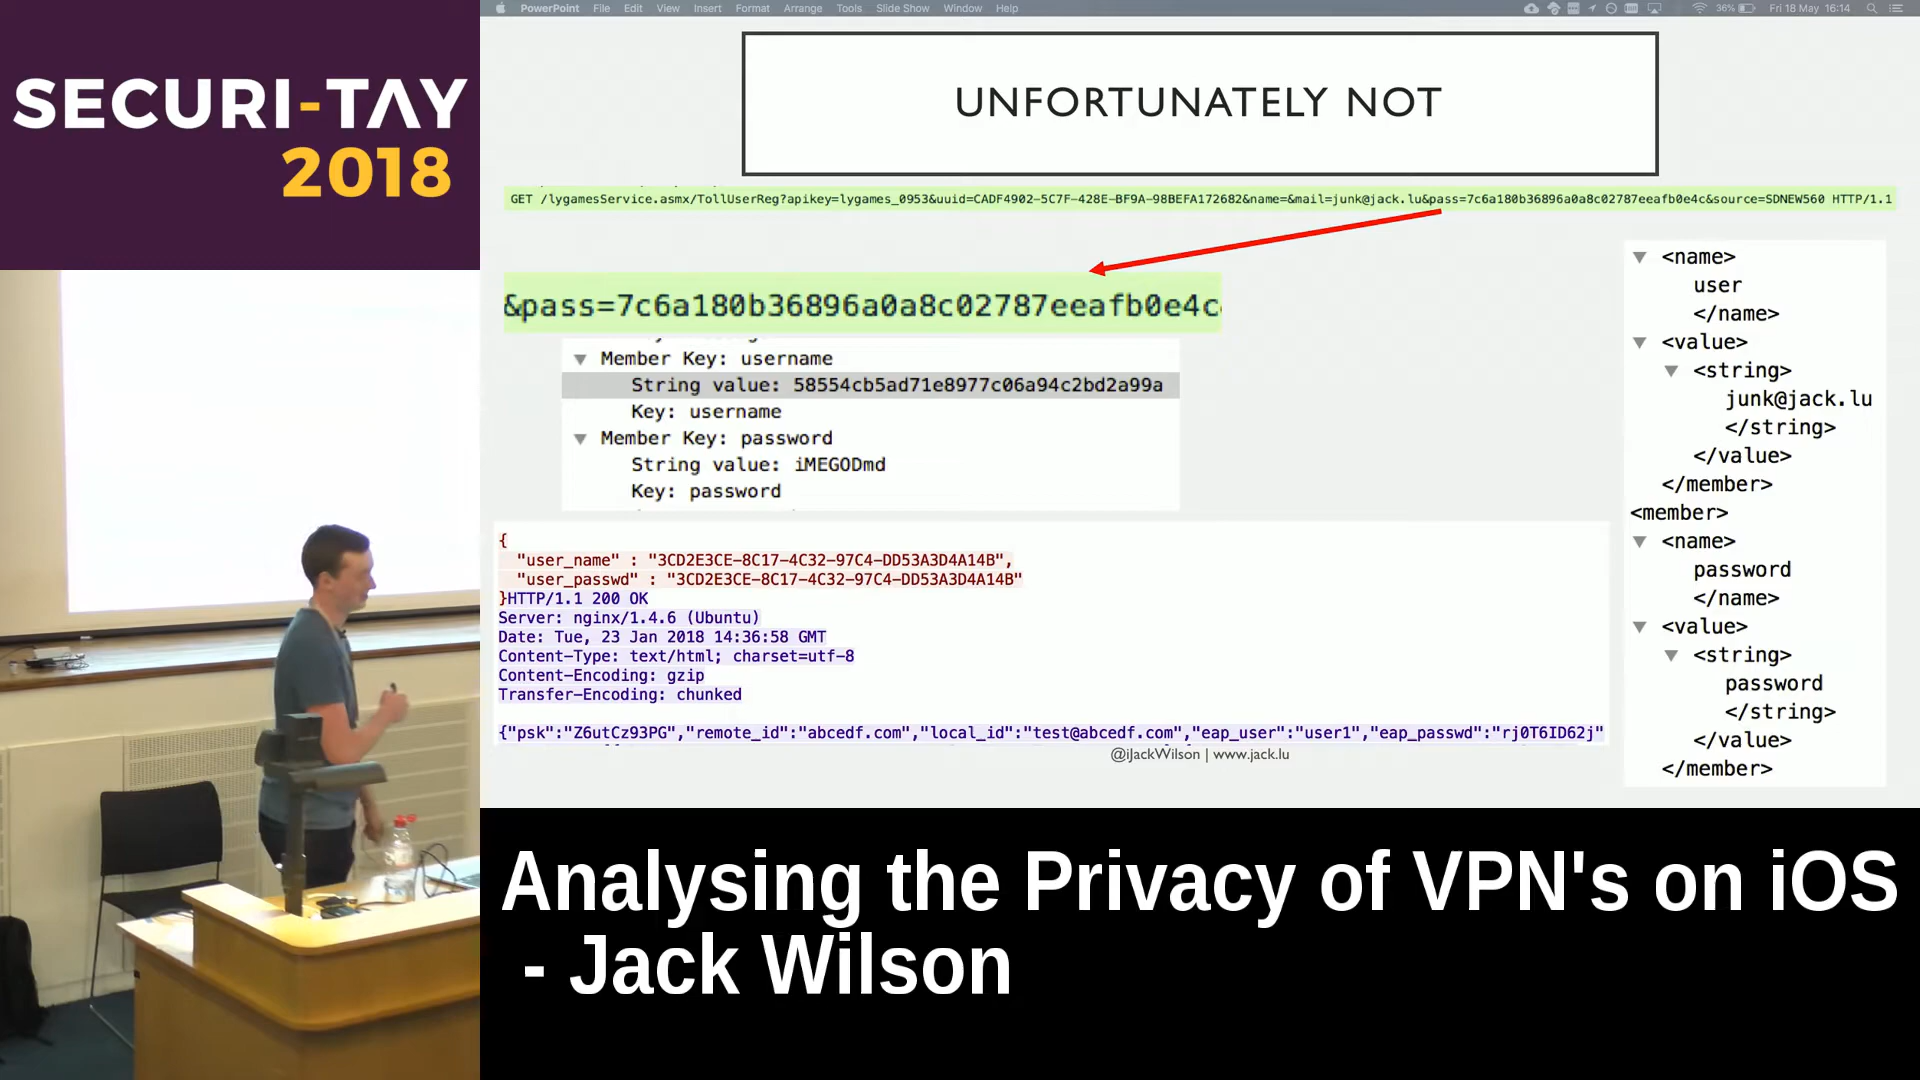 SECURI-TAY
2018
PowerPoint File Edit View Insert Format Arrange Tools Slide Show Window Help 36% Fri 18 May 16:14
UNFORTUNATELY NOT
GET /lygamesService.asmx/TollUserReg?apikey=lygames_0953&uuid=CADF4902-5C7F-428E-BF9A-98BEFA172682&name=&mail=junk@jack.lu&pass=7c6a180b36896a0a8c02787eeafb0e4c&source=SDNEW560 HTTP/1.1
&pass=7c6a180b36896a0a8c02787eeafb0e4c
Member Key: username
String value: 58554cb5ad71e8977c06a94c2bd2a99a
Key: username
Member Key: password
String value: iMEGODmd
Key: password
{
"user_name" : "3CD2E3CE-8C17-4C32-97C4-DD53A3D4A14B",
"user_passwd" : "3CD2E3CE-8C17-4C32-97C4-DD53A3D4A14B"
}HTTP/1.1 200 OK
Server: nginx/1.4.6 (Ubuntu)
Date: Tue, 23 Jan 2018 14:36:58 GMT
Content-Type: text/html; charset=utf-8
Content-Encoding: gzip
Transfer-Encoding: chunked
{"psk":"Z6utCz93PG","remote_id":"abcedf.com","local_id":"test@abcedf.com","eap_user":"user1","eap_passwd":"rj0T6ID62j"
<name>
user
</name>
<value>
<string>
junk@jack.lu
</string>
</value>
</member>
<member>
<name>
password
</name>
<value>
<string>
password
</string>
</value>
</member>
@iJackWilson | www.jack.lu
Analysing the Privacy of VPN's on iOS
- Jack Wilson